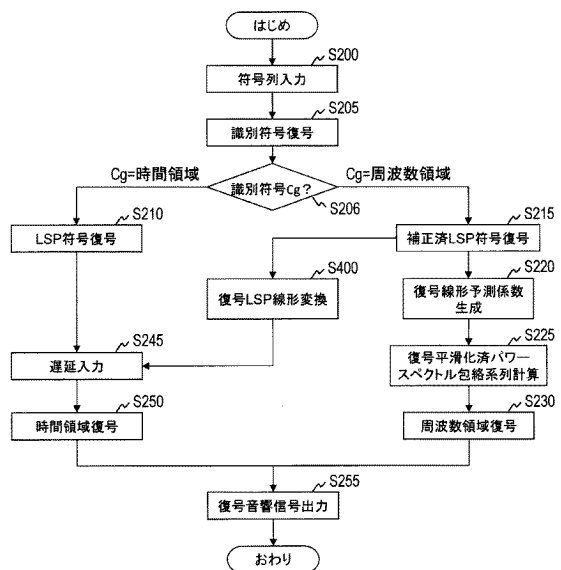 はじめ
S200
符号列入力
S205
識別符号復号
Cg=時間領域
Cg=周波数領域
識別符号Cg?
S206
S210
LSP符号復号
S215
補正済LSP符号復号
S400
復号LSP線形変換
S220
復号線形予測係数
生成
S225
復号平滑化済パワー
スペクトル包絡系列計算
S245
遅延入力
S250
時間領域復号
S230
周波数領域復号
S255
復号音響信号出力
おわり